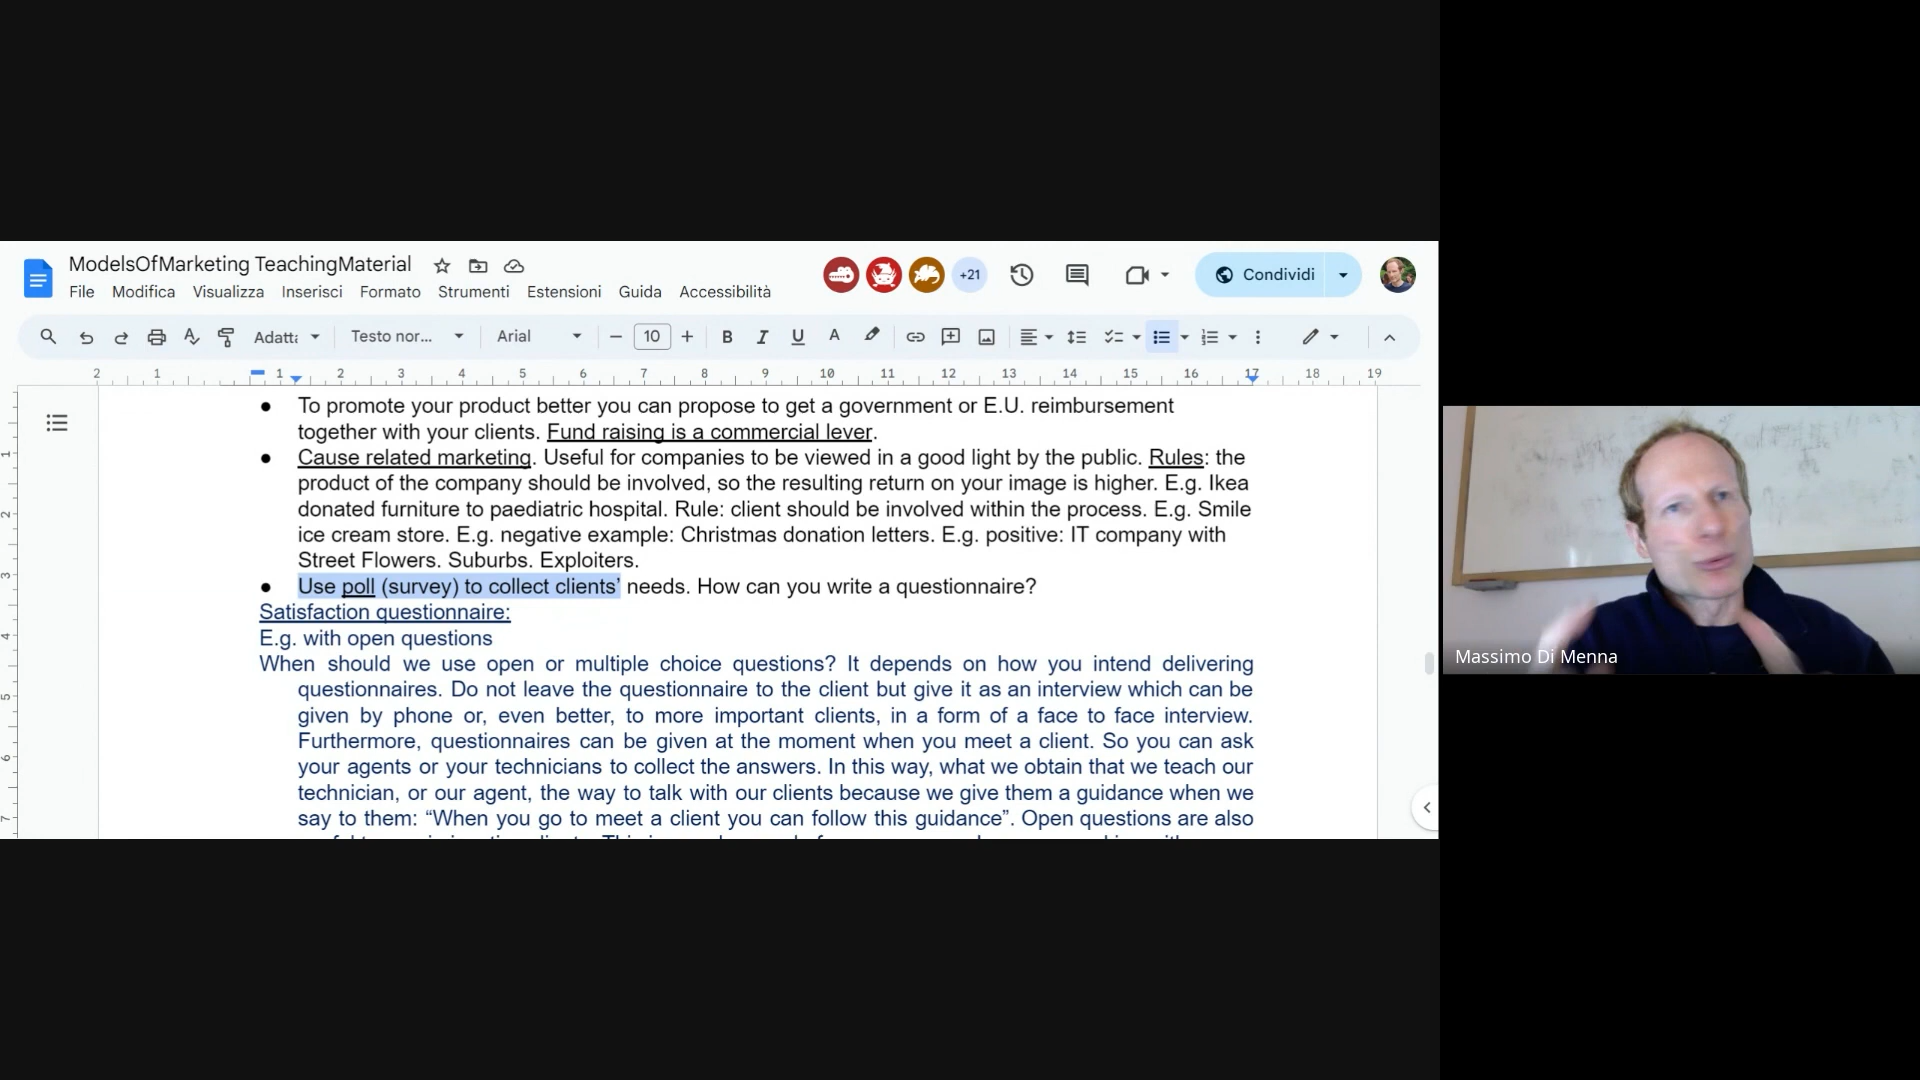 ModelsOfMarketing TeachingMaterial
File Modifica Visualizza Inserisci Formato Strumenti Estensioni Guida Accessibilità
+21
Condividi
Adatta
Testo nor...
Arial
10
2 1 1 2 3 4 5 6 7 8 9 10 11 12 13 14 15 16 17 18 19
● To promote your product better you can propose to get a government or E.U. reimbursement
together with your clients. Fund raising is a commercial lever.
● Cause related marketing. Useful for companies to be viewed in a good light by the public. Rules: the
product of the company should be involved, so the resulting return on your image is higher. E.g. Ikea
donated furniture to paediatric hospital. Rule: client should be involved within the process. E.g. Smile
ice cream store. E.g. negative example: Christmas donation letters. E.g. positive: IT company with
Street Flowers. Suburbs. Exploiters.
● Use poll (survey) to collect clients’ needs. How can you write a questionnaire?
Satisfaction questionnaire:
E.g. with open questions
When should we use open or multiple choice questions? It depends on how you intend delivering
questionnaires. Do not leave the questionnaire to the client but give it as an interview which can be
given by phone or, even better, to more important clients, in a form of a face to face interview.
Furthermore, questionnaires can be given at the moment when you meet a client. So you can ask
your agents or your technicians to collect the answers. In this way, what we obtain that we teach our
technician, or our agent, the way to talk with our clients because we give them a guidance when we
say to them: “When you go to meet a client you can follow this guidance”. Open questions are also
1
2
3
4
5
6
7
Massimo Di Menna